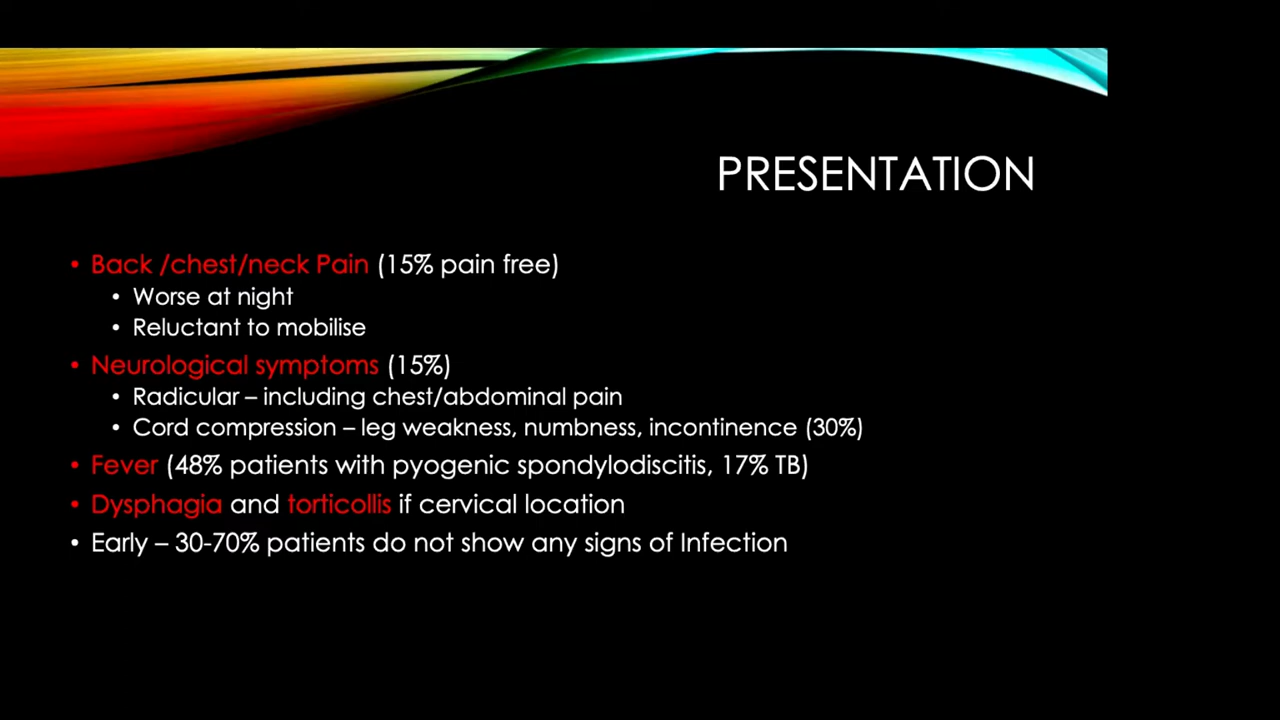 PRESENTATION
• Back /chest/neck Pain (15% pain free)
• Worse at night
• Reluctant to mobilise
• Neurological symptoms (15%)
• Radicular – including chest/abdominal pain
• Cord compression – leg weakness, numbness, incontinence (30%)
• Fever (48% patients with pyogenic spondylodiscitis, 17% TB)
• Dysphagia and torticollis if cervical location
• Early – 30-70% patients do not show any signs of Infection